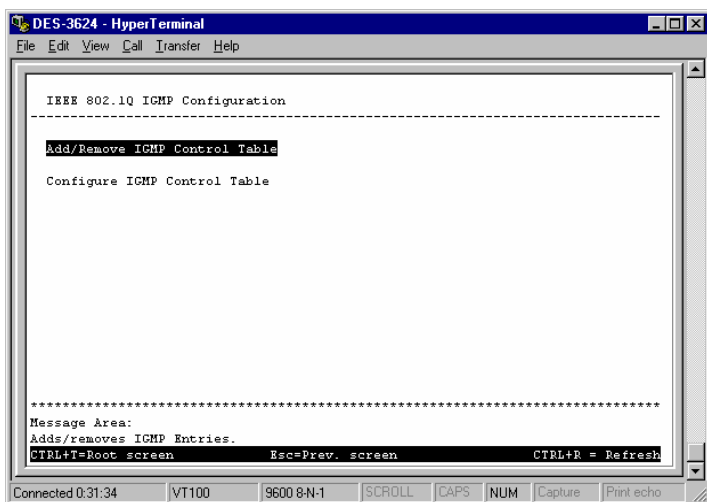 DES-3624 - HyperTerminal
File Edit View Call Transfer Help
IEEE 802.1Q IGMP Configuration
--------------------------------------------------------------------------------
Add/Remove IGMP Control Table
Configure IGMP Control Table
********************************************************************************
Message Area:
Adds/removes IGMP Entries.
CTRL+T=Root screen Esc=Prev. screen CTRL+R = Refresh
Connected 0:31:34 VT100 9600 8-N-1 SCROLL CAPS NUM Capture Print echo